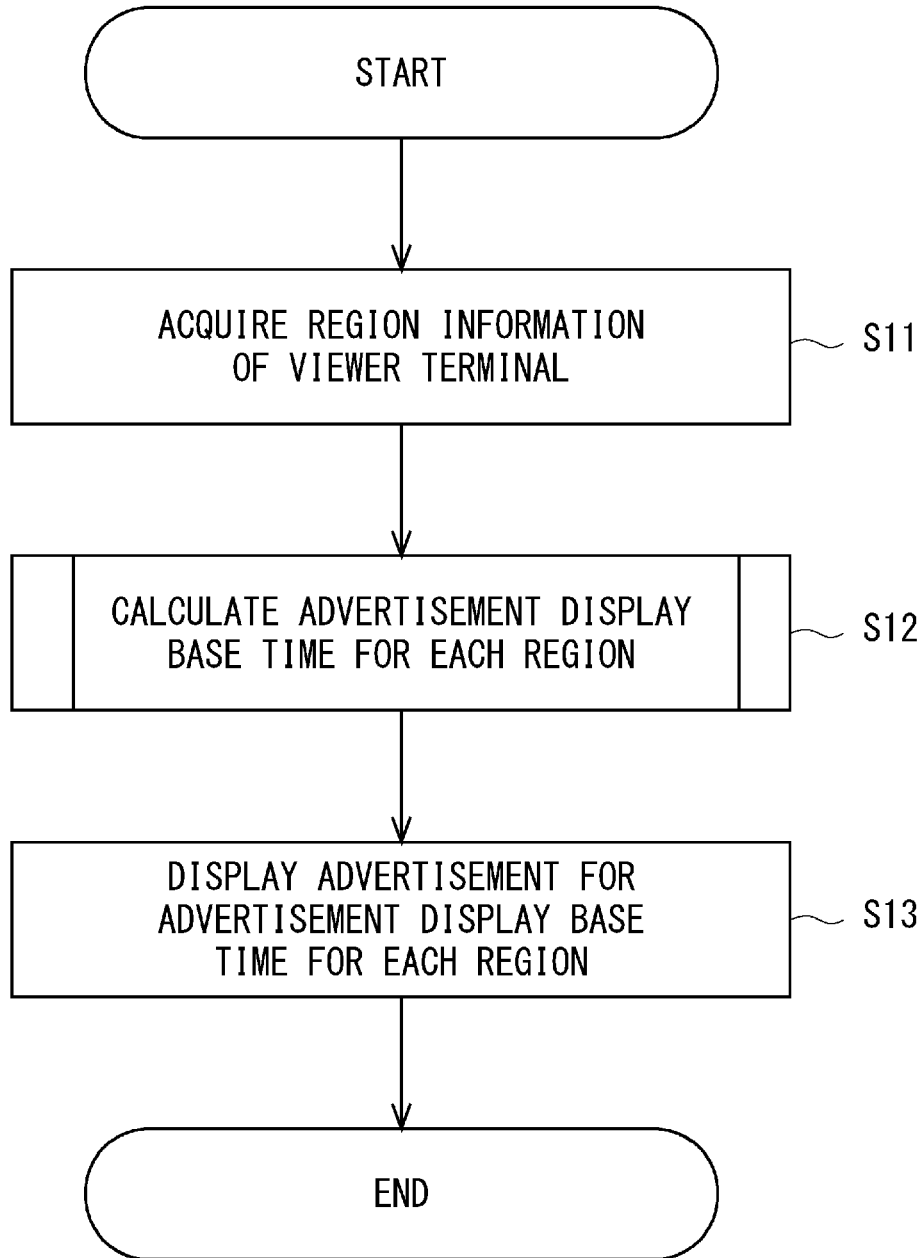 START
ACQUIRE REGION INFORMATION
OF VIEWER TERMINAL
S11
CALCULATE ADVERTISEMENT DISPLAY
BASE TIME FOR EACH REGION
S12
DISPLAY ADVERTISEMENT FOR
ADVERTISEMENT DISPLAY BASE
TIME FOR EACH REGION
S13
END